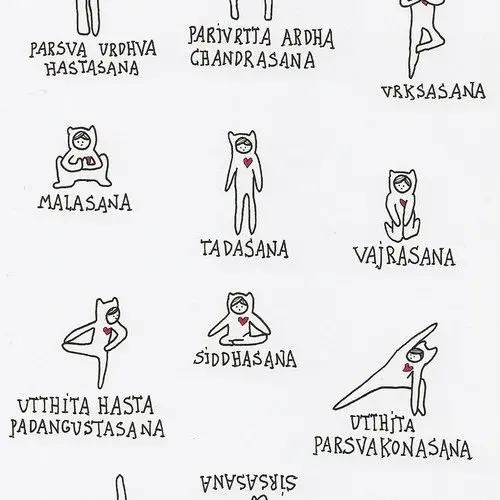 PARSVA URDHVA
HASTASANA
PARIVRTTA ARDHA
CHANDRASANA
VRKSASANA
MALASANA
TADASANA
VAJRASANA
SIDDHASANA
UTTHITA HASTA
PADANGUSTASANA
UTTHITA
PARSVAKONASANA
SIRSASANA